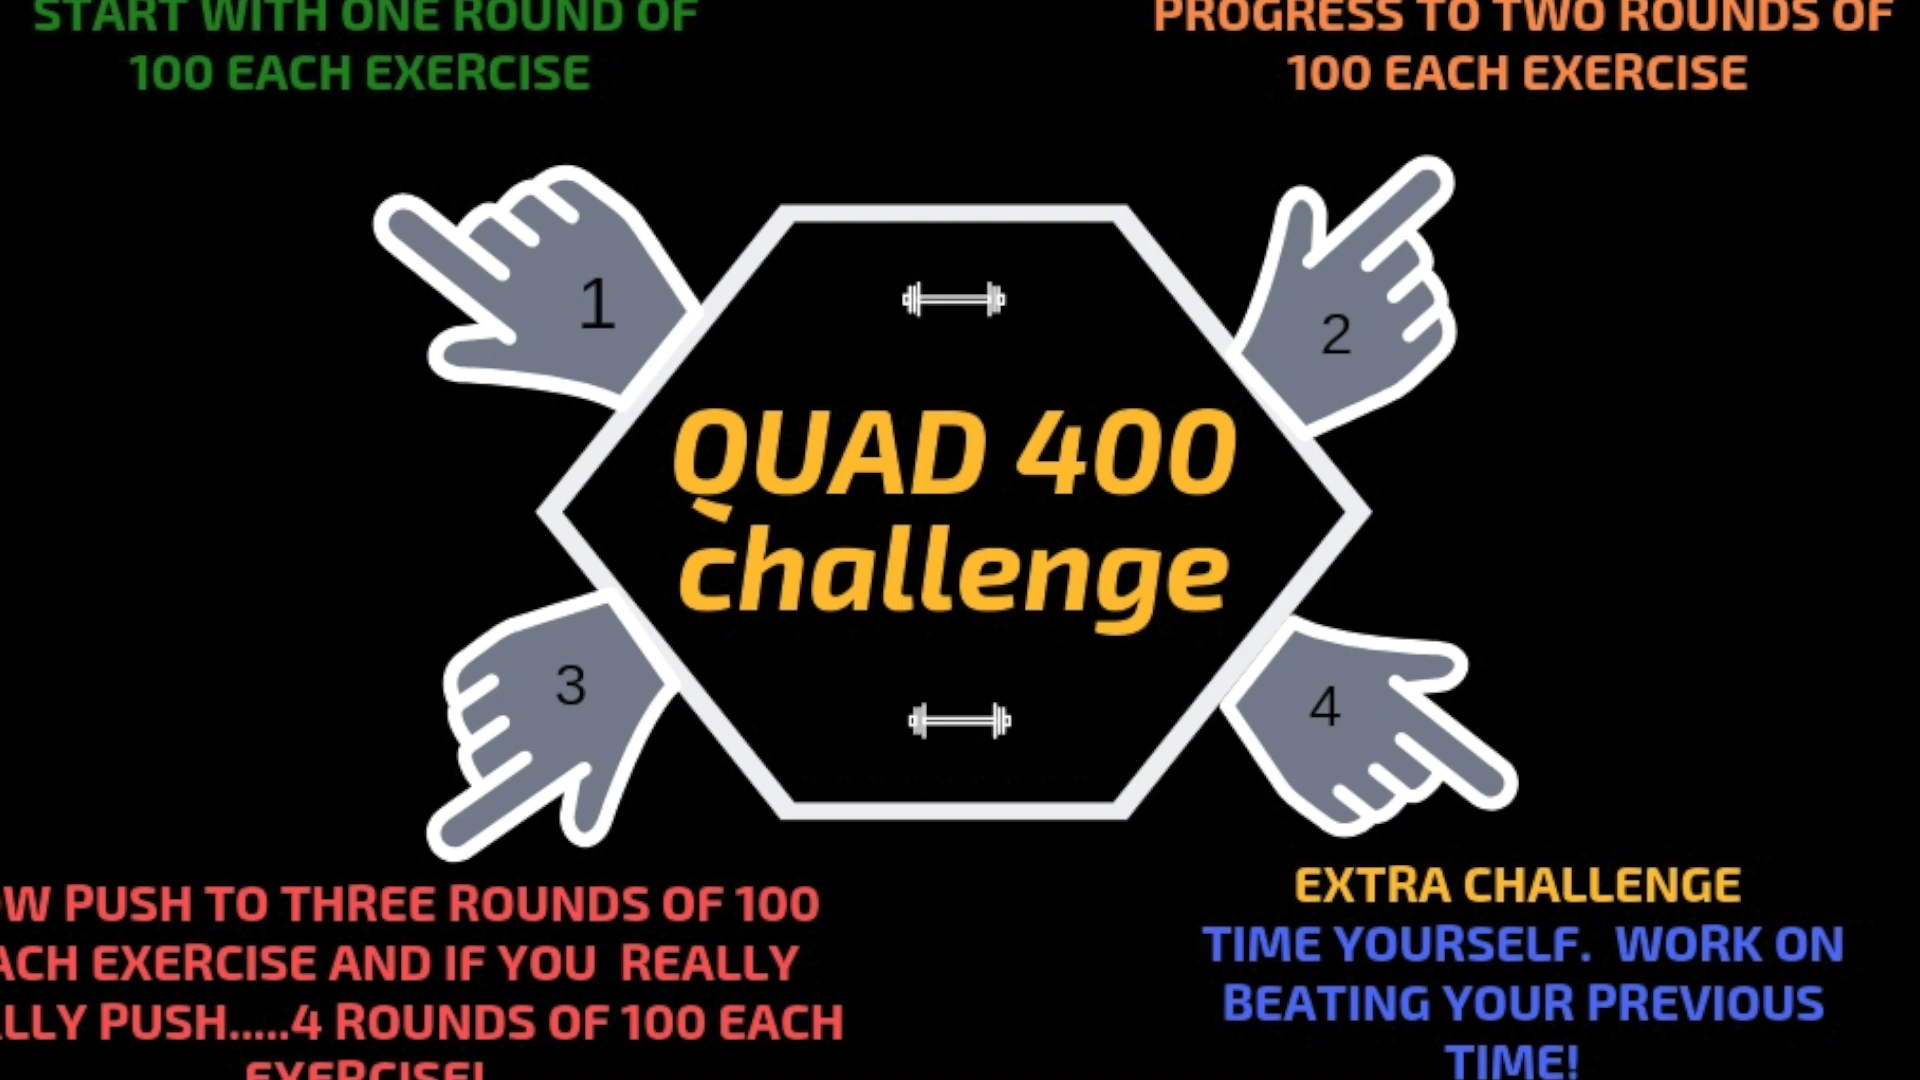 START WITH ONE ROUND OF
100 EACH EXERCISE
PROGRESS TO TWO ROUNDS OF
100 EACH EXERCISE
1
2
QUAD 400
challenge
3
4
PUSH TO THREE ROUNDS OF 100
EXERCISE AND IF YOU REALLY
PUSH.....4 ROUNDS OF 100 EACH
EXERCISE!
EXTRA CHALLENGE
TIME YOURSELF. WORK ON
BEATING YOUR PREVIOUS
TIME!